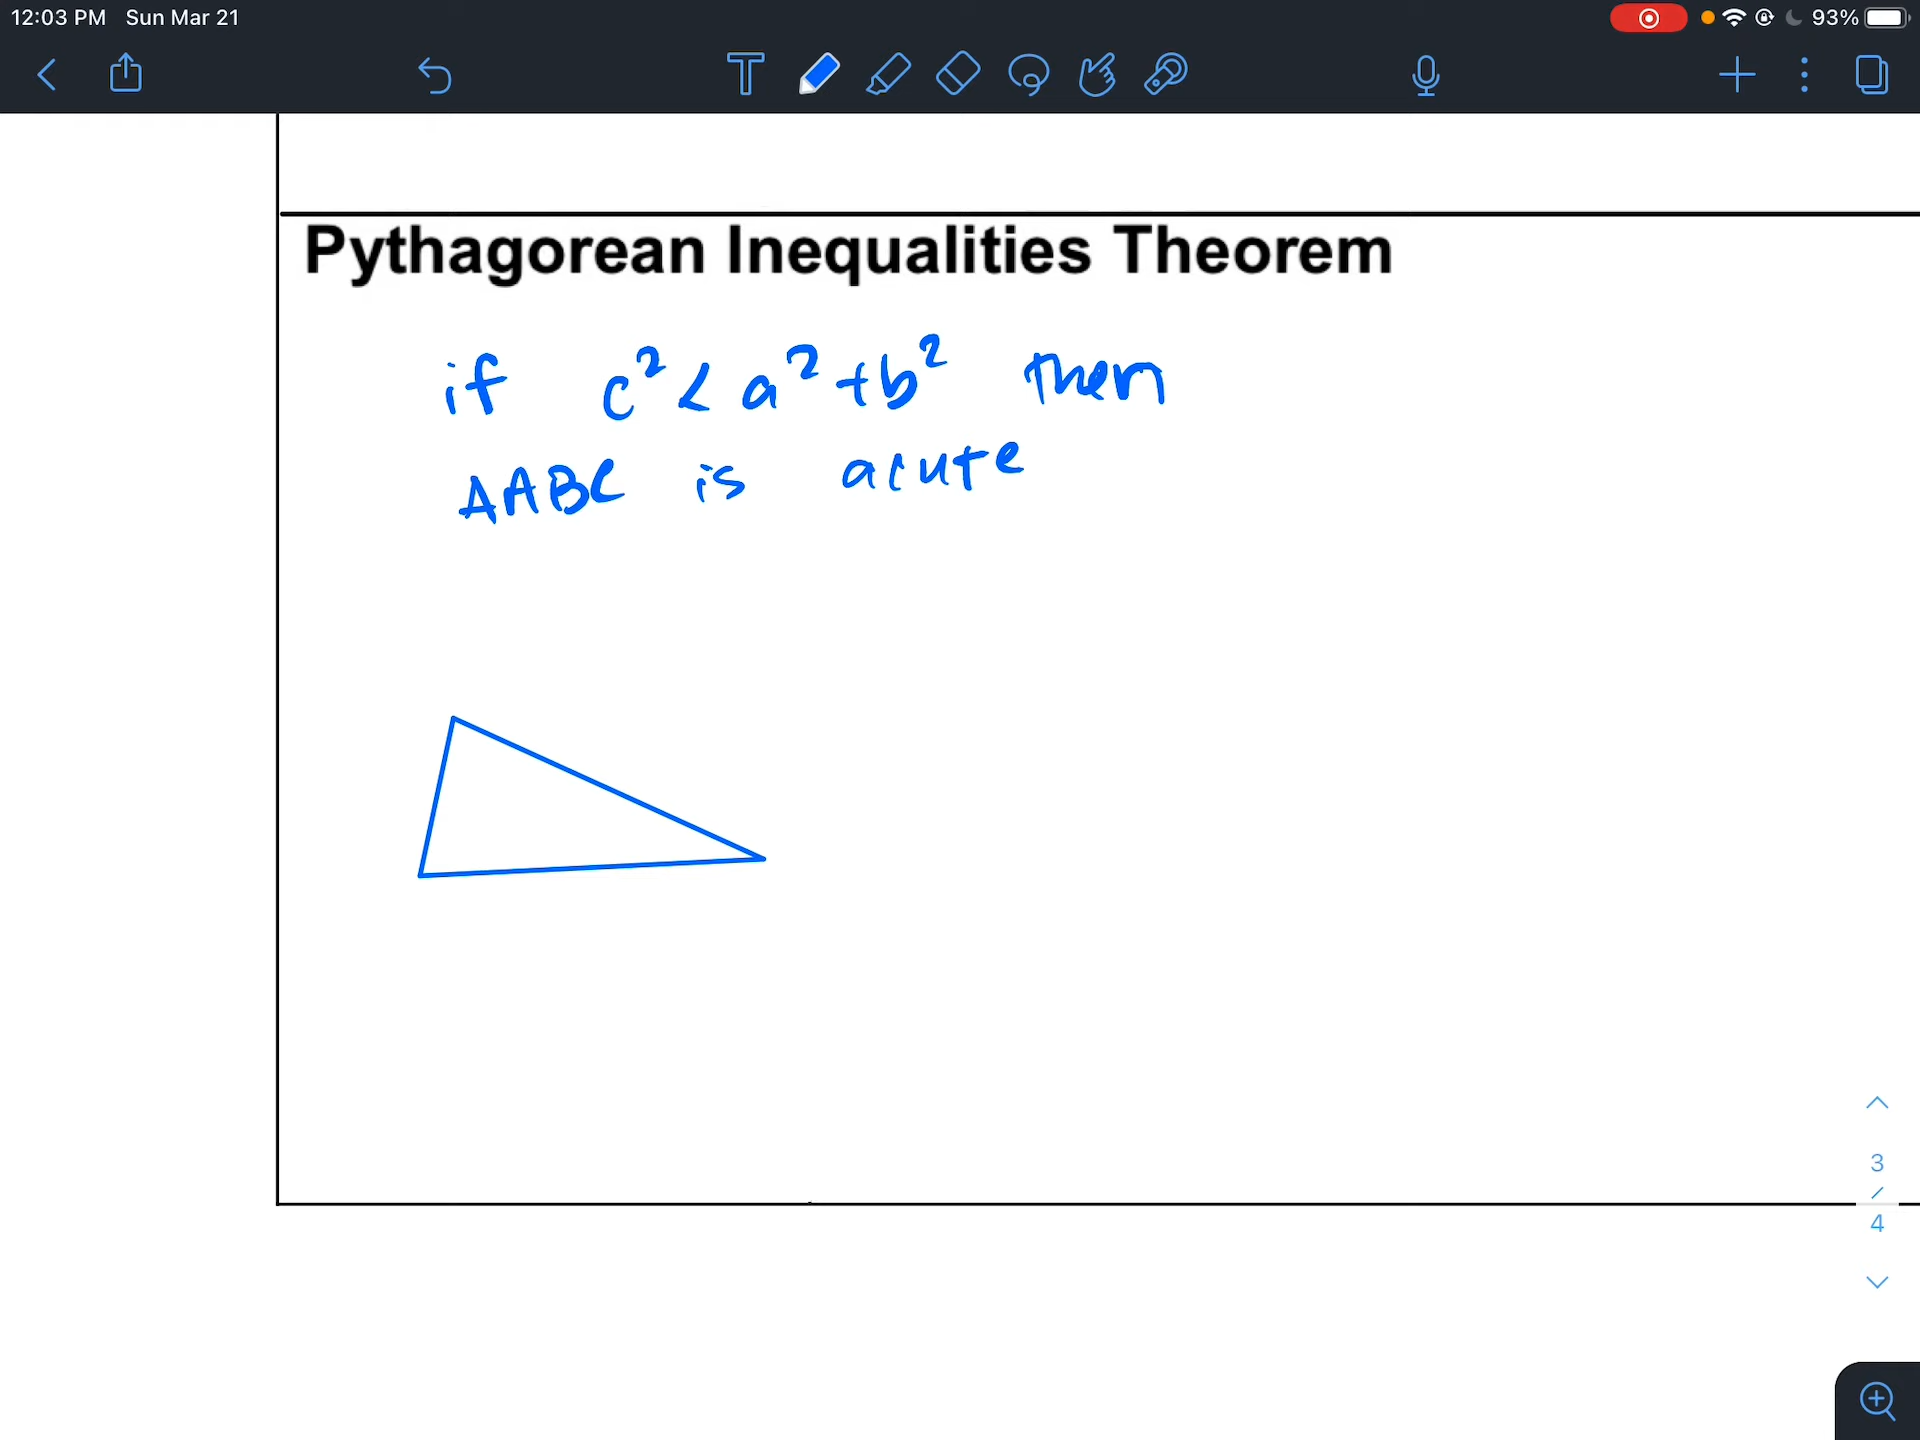 12:03 PM Sun Mar 21 93%
Pythagorean Inequalities Theorem
if c² < a² + b² then
△ABC is acute
3
/
4